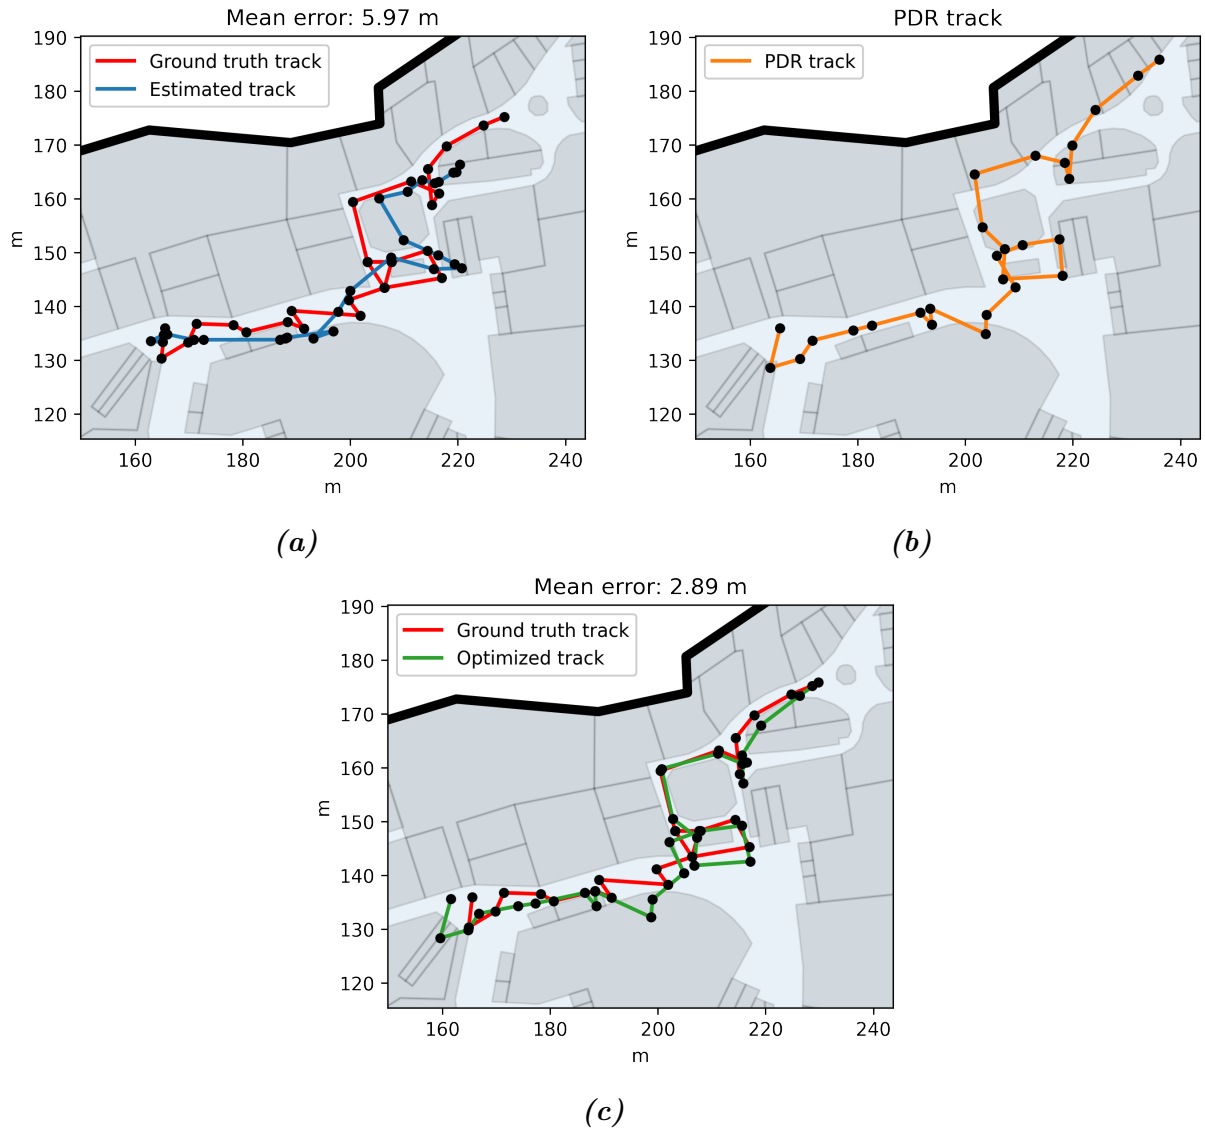 Mean error: 5.97 m
190
180
170
160
150
140
130
120
m
Ground truth track
Estimated track
160
180
200
220
240
m
(a)
PDR track
190
180
170
160
150
140
130
120
m
PDR track
160
180
200
220
240
m
(b)
Mean error: 2.89 m
190
180
170
160
150
140
130
120
m
Ground truth track
Optimized track
160
180
200
220
240
m
(c)